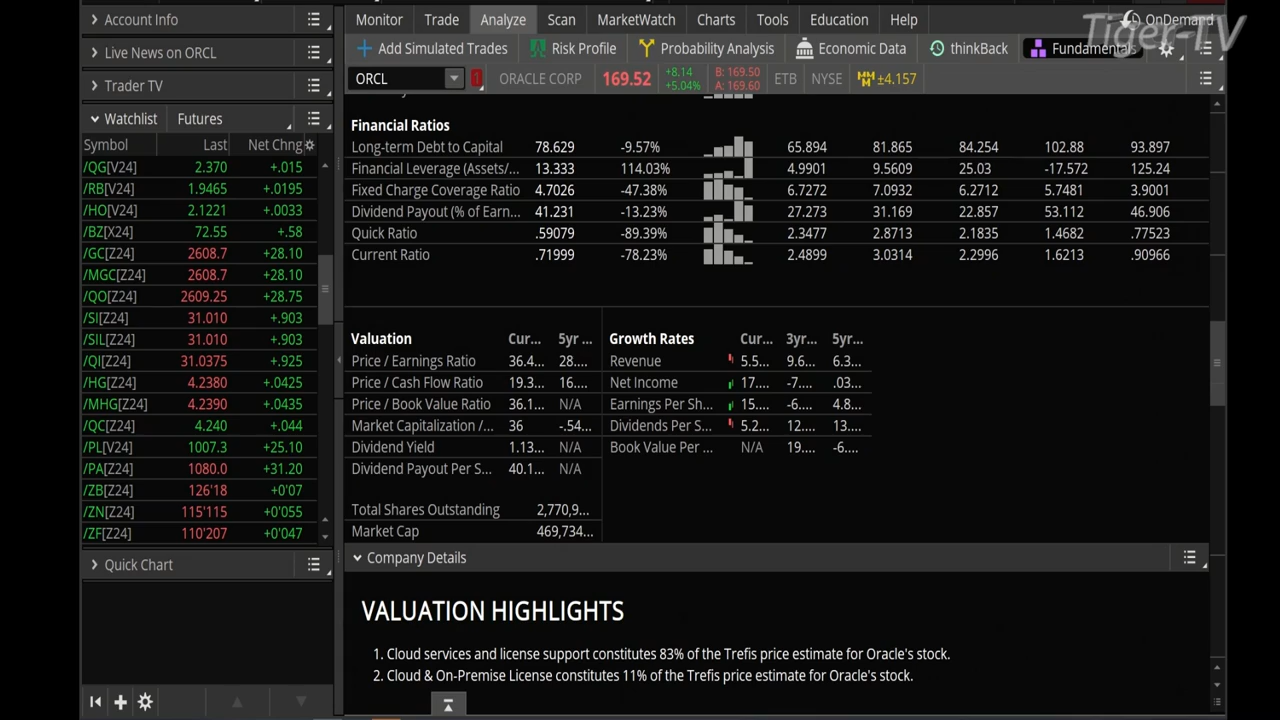 Account Info
Live News on ORCL
Trader TV
Watchlist Futures
Symbol Last Net Chng
/QG[V24] 2.370 +.015
/RB[V24] 1.9465 +.0195
/HO[V24] 2.1221 +.0033
/BZ[X24] 72.55 +.58
/GC[Z24] 2608.7 +28.10
/MGC[Z24] 2608.7 +28.10
/QO[Z24] 2609.25 +28.75
/SI[Z24] 31.010 +.903
/SIL[Z24] 31.010 +.903
/QI[Z24] 31.0375 +.925
/HG[Z24] 4.2380 +.0425
/MHG[Z24] 4.2390 +.0435
/QC[Z24] 4.240 +.044
/PL[V24] 1007.3 +25.10
/PA[Z24] 1080.0 +31.20
/ZB[Z24] 126'18 +0'07
/ZN[Z24] 115'115 +0'055
/ZF[Z24] 110'207 +0'047
Quick Chart
Monitor Trade Analyze Scan MarketWatch Charts Tools Education Help
OnDemand
Tiger-TV
Add Simulated Trades Risk Profile Probability Analysis Economic Data thinkBack Fundamentals
ORCL 1 ORACLE CORP 169.52 +8.14 +5.04% B: 169.50 A: 169.60 ETB NYSE ±4.157
Financial Ratios
Long-term Debt to Capital 78.629 -9.57% 65.894 81.865 84.254 102.88 93.897
Financial Leverage (Assets/... 13.333 114.03% 4.9901 9.5609 25.03 -17.572 125.24
Fixed Charge Coverage Ratio 4.7026 -47.38% 6.7272 7.0932 6.2712 5.7481 3.9001
Dividend Payout (% of Earn... 41.231 -13.23% 27.273 31.169 22.857 53.112 46.906
Quick Ratio .59079 -89.39% 2.3477 2.8713 2.1835 1.4682 .77523
Current Ratio .71999 -78.23% 2.4899 3.0314 2.2996 1.6213 .90966
Valuation Cur... 5yr ...
Price / Earnings Ratio 36.4... 28....
Price / Cash Flow Ratio 19.3... 16....
Price / Book Value Ratio 36.1... N/A
Market Capitalization /... 36 -.54...
Dividend Yield 1.13... N/A
Dividend Payout Per S... 40.1... N/A
Total Shares Outstanding 2,770,9...
Market Cap 469,734...
Growth Rates Cur... 3yr... 5yr...
Revenue 5.5... 9.6... 6.3...
Net Income 17.... -7.... .03...
Earnings Per Sh... 15.... -6.... 4.8...
Dividends Per S... 5.2... 12.... 13....
Book Value Per ... N/A 19.... -6....
Company Details
VALUATION HIGHLIGHTS
1. Cloud services and license support constitutes 83% of the Trefis price estimate for Oracle's stock.
2. Cloud & On-Premise License constitutes 11% of the Trefis price estimate for Oracle's stock.